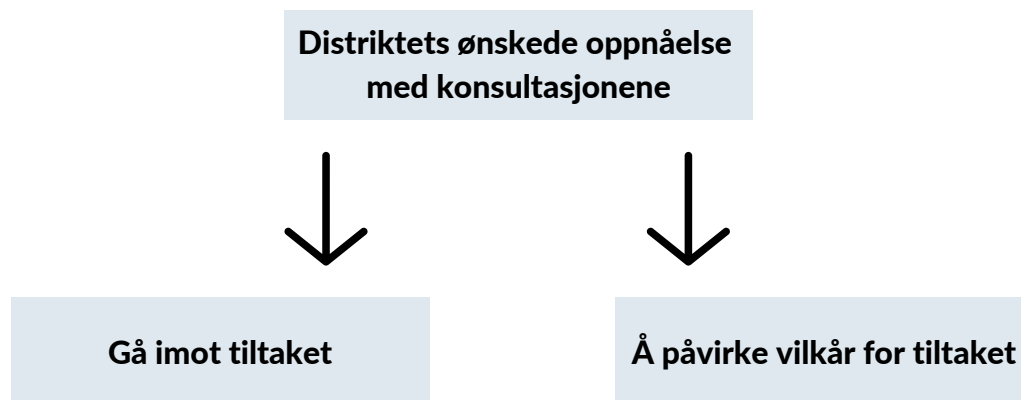 Distriktets ønskede oppnåelse
med konsultasjonene
Gå imot tiltaket
Å påvirke vilkår for tiltaket